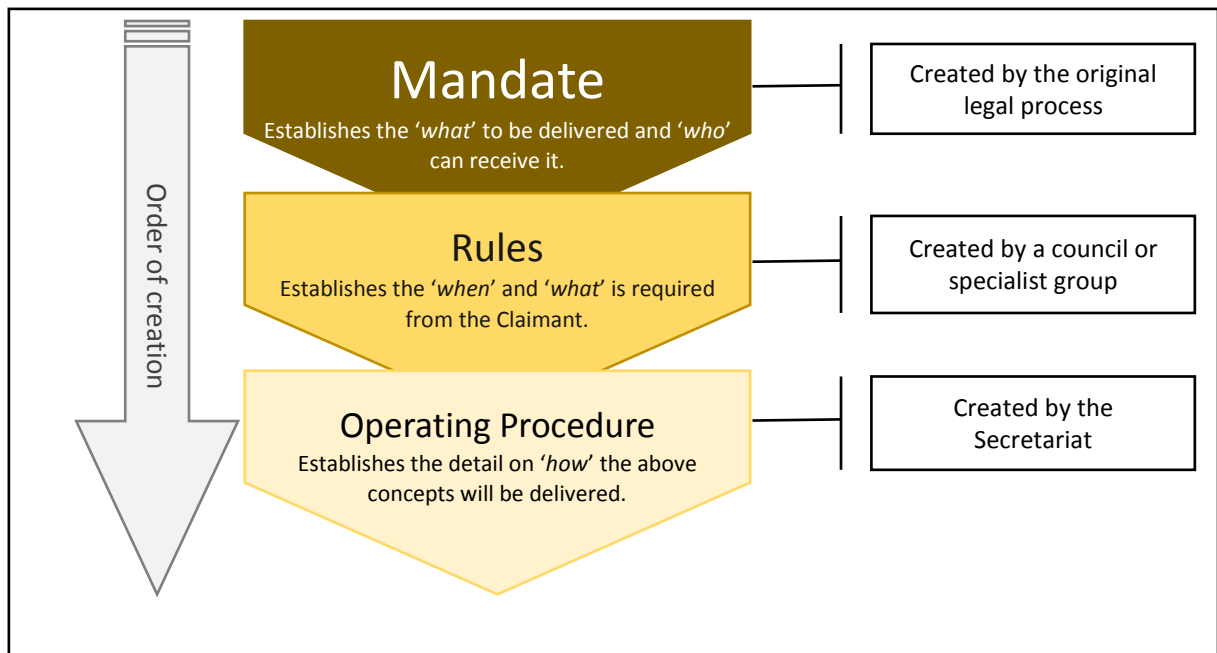 Mandate
Establishes the ‘what’ to be delivered and ‘who’
can receive it.
Created by the original
legal process
Order of creation
Rules
Establishes the ‘when’ and ‘what’ is required
from the Claimant.
Created by a council or
specialist group
Operating Procedure
Establishes the detail on ‘how’ the above
concepts will be delivered.
Created by the
Secretariat